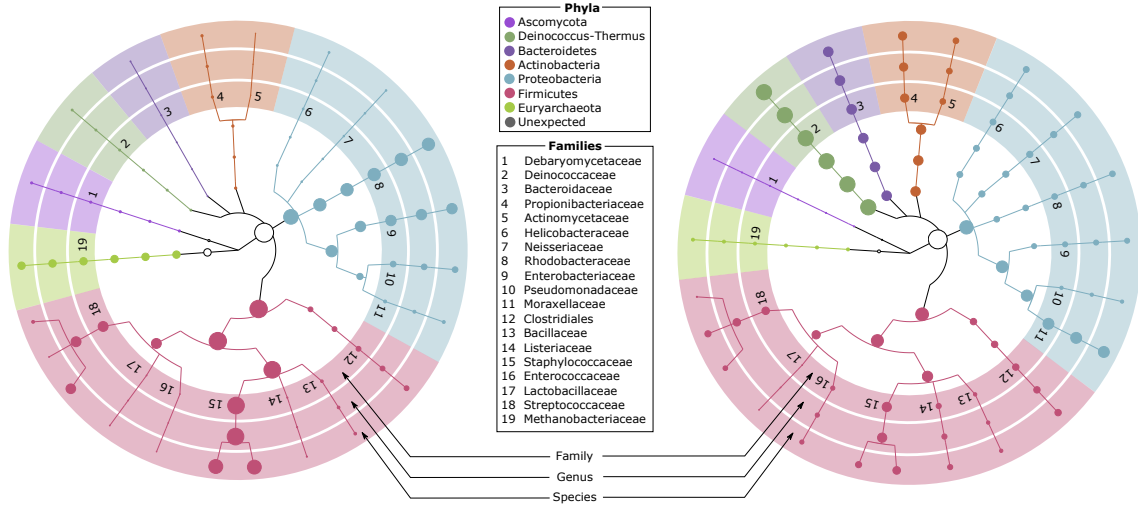 Phyla
Ascomycota
Deinococcus-Thermus
Bacteroidetes
Actinobacteria
Proteobacteria
Firmicutes
Euryarchaeota
Unexpected
Families
1 Debaryomycetaceae
2 Deinococcaceae
3 Bacteroidaceae
4 Propionibacteriaceae
5 Actinomycetaceae
6 Helicobacteraceae
7 Neisseriaceae
8 Rhodobacteraceae
9 Enterobacteriaceae
10 Pseudomonadaceae
11 Moraxellaceae
12 Clostridiales
13 Bacillaceae
14 Listeriaceae
15 Staphylococcaceae
16 Enterococcaceae
17 Lactobacillaceae
18 Streptococcaceae
19 Methanobacteriaceae
Family
Genus
Species
1
2
3
4
5
6
7
8
9
10
11
12
13
14
15
16
17
18
19
1
2
3
4
5
6
7
8
9
10
11
12
13
14
15
16
17
18
19